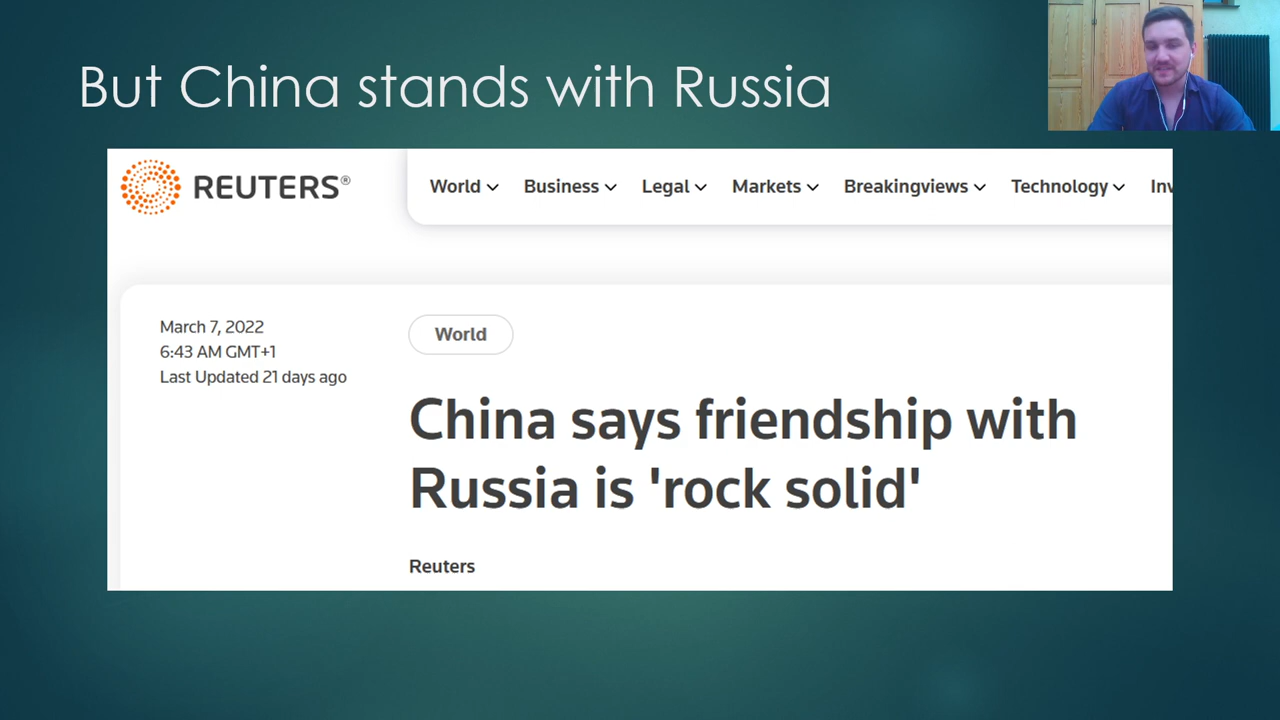 But China stands with Russia
REUTERS®
World Business Legal Markets Breakingviews Technology Inv
March 7, 2022
6:43 AM GMT+1
Last Updated 21 days ago
World
China says friendship with
Russia is 'rock solid'
Reuters